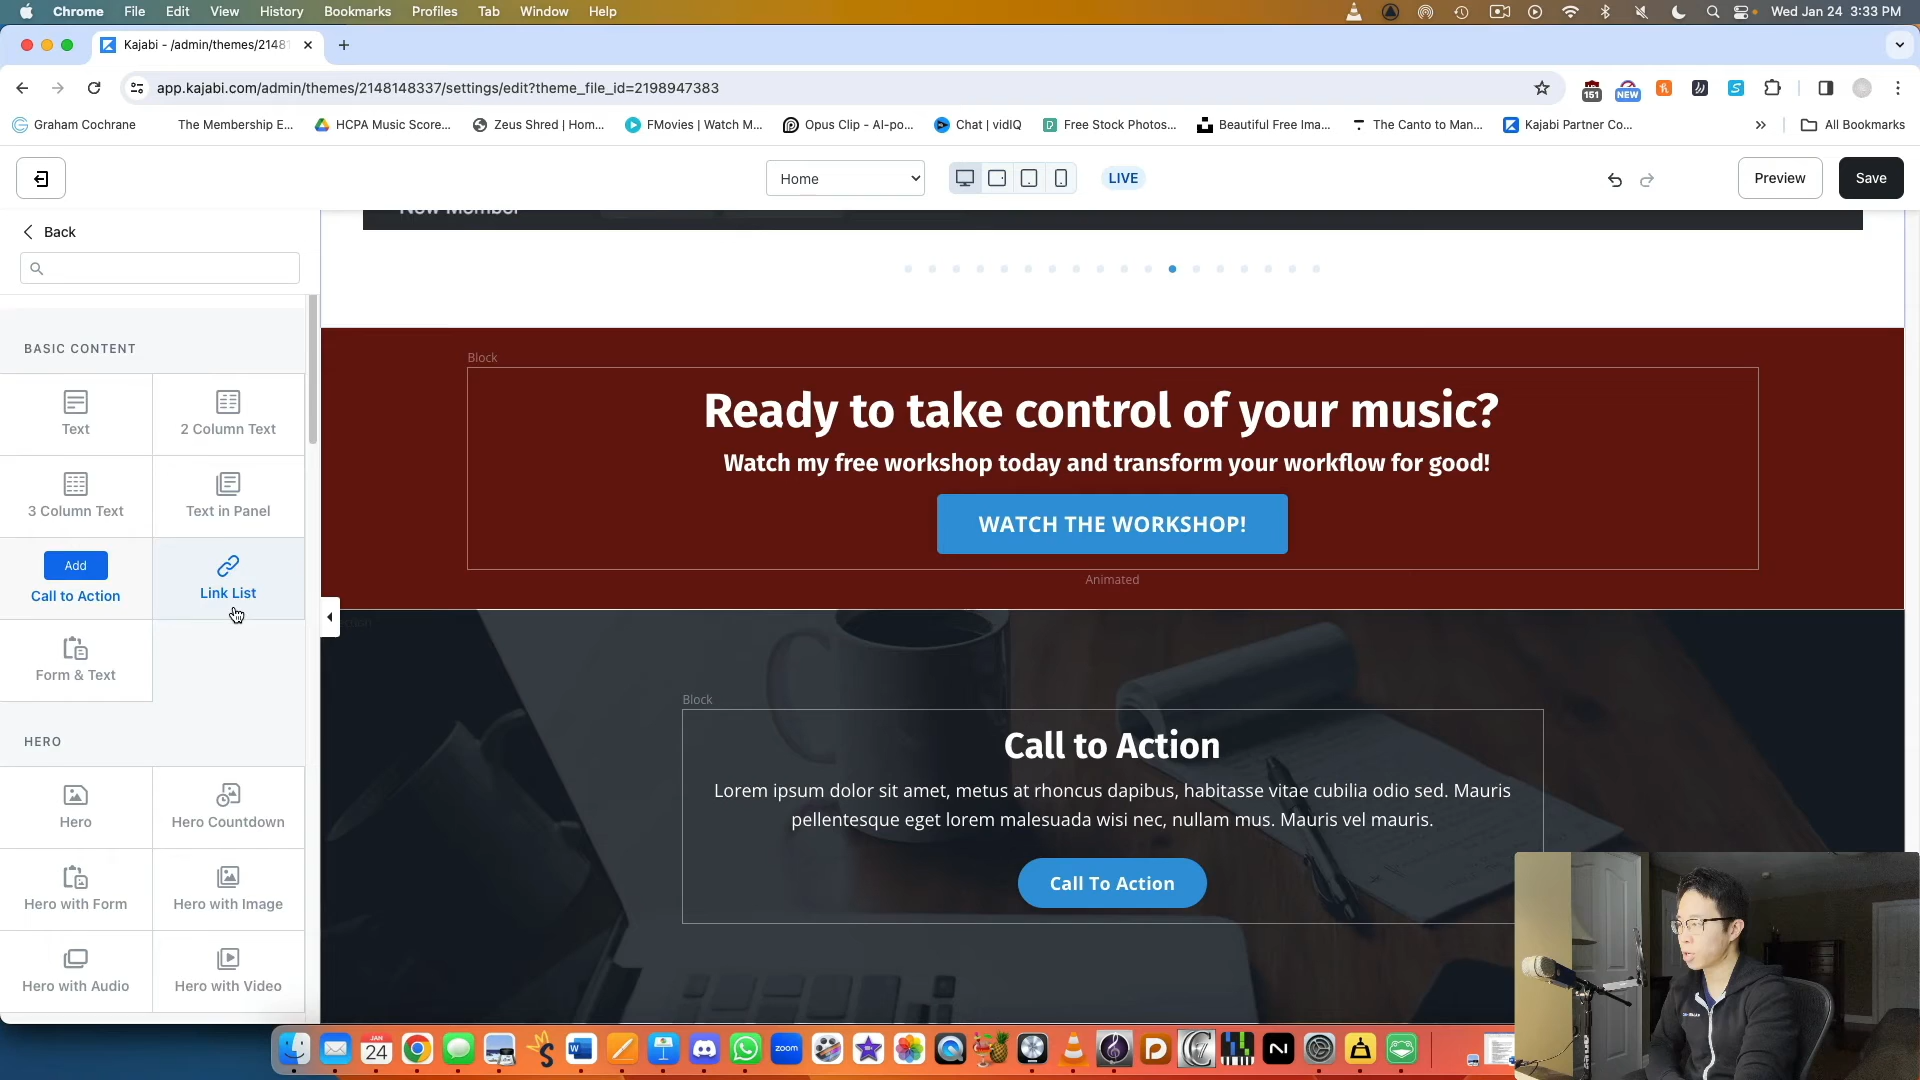 Chrome File Edit View History Bookmarks Profiles Tab Window Help
Wed Jan 24 3:33 PM
Kajabi - /admin/themes/2148
app.kajabi.com/admin/themes/2148148337/settings/edit?theme_file_id=2198947383
151
NEW
Graham Cochrane
The Membership E...
HCPA Music Score...
Zeus Shred | Hom...
FMovies | Watch M...
Opus Clip - AI-po...
Chat | vidIQ
Free Stock Photos...
Beautiful Free Ima...
The Canto to Man...
Kajabi Partner Co...
All Bookmarks
Home
LIVE
Preview
Save
Back
BASIC CONTENT
Text
2 Column Text
3 Column Text
Text in Panel
Add
Call to Action
Link List
Form & Text
HERO
Hero
Hero Countdown
Hero with Form
Hero with Image
Hero with Audio
Hero with Video
New Member
Block
Ready to take control of your music?
Watch my free workshop today and transform your workflow for good!
WATCH THE WORKSHOP!
Animated
Block
Call to Action
Lorem ipsum dolor sit amet, metus at rhoncus dapibus, habitasse vitae cubilia odio sed. Mauris
pellentesque eget lorem malesuada wisi nec, nullam mus. Mauris vel mauris.
Call To Action
JAN
24
zoom